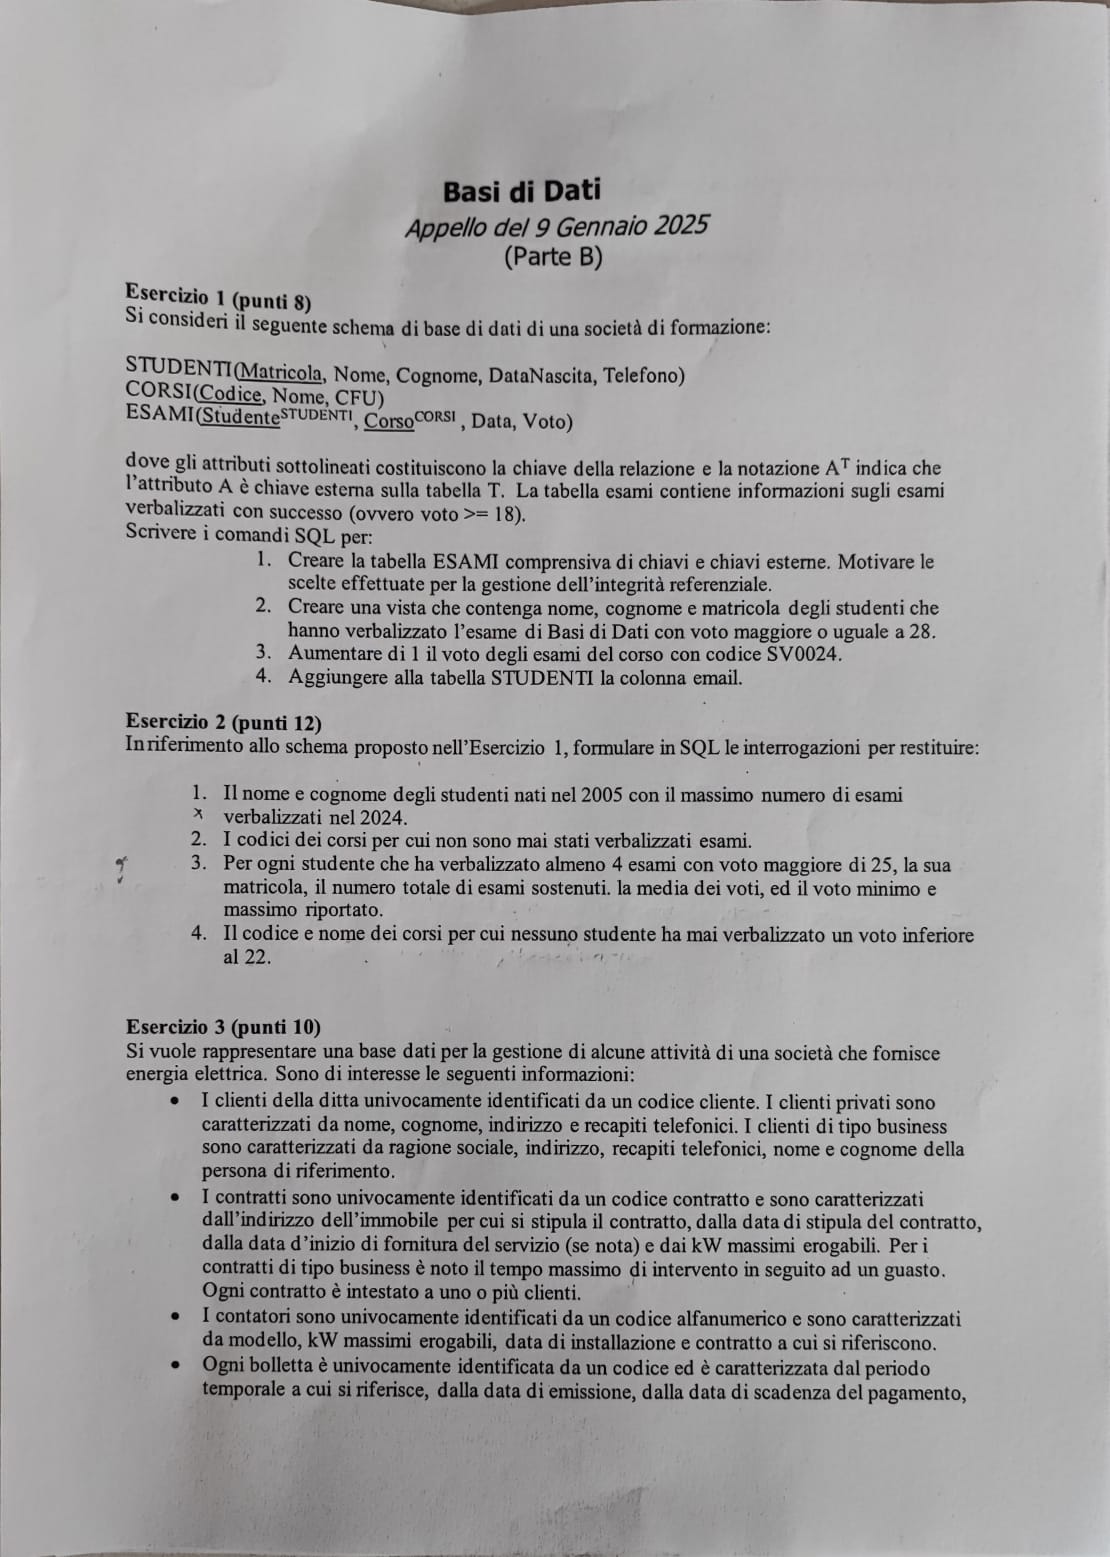 Basi di Dati
Appello del 9 Gennaio 2025
(Parte B)
Esercizio 1 (punti 8)
Si consideri il seguente schema di base di dati di una società di formazione:
STUDENTI(Matricola, Nome, Cognome, DataNascita, Telefono)
CORSI(Codice, Nome, CFU)
ESAMI(Studente^STUDENTI, Corso^CORSI , Data, Voto)
dove gli attributi sottolineati costituiscono la chiave della relazione e la notazione A^T indica che
l'attributo A è chiave esterna sulla tabella T. La tabella esami contiene informazioni sugli esami
verbalizzati con successo (ovvero voto >= 18).
Scrivere i comandi SQL per:
1. Creare la tabella ESAMI comprensiva di chiavi e chiavi esterne. Motivare le
scelte effettuate per la gestione dell'integrità referenziale.
2. Creare una vista che contenga nome, cognome e matricola degli studenti che
hanno verbalizzato l'esame di Basi di Dati con voto maggiore o uguale a 28.
3. Aumentare di 1 il voto degli esami del corso con codice SV0024.
4. Aggiungere alla tabella STUDENTI la colonna email.
Esercizio 2 (punti 12)
In riferimento allo schema proposto nell'Esercizio 1, formulare in SQL le interrogazioni per restituire:
1. Il nome e cognome degli studenti nati nel 2005 con il massimo numero di esami
verbalizzati nel 2024.
2. I codici dei corsi per cui non sono mai stati verbalizzati esami.
3. Per ogni studente che ha verbalizzato almeno 4 esami con voto maggiore di 25, la sua
matricola, il numero totale di esami sostenuti. la media dei voti, ed il voto minimo e
massimo riportato.
4. Il codice e nome dei corsi per cui nessuno studente ha mai verbalizzato un voto inferiore
al 22.
Esercizio 3 (punti 10)
Si vuole rappresentare una base dati per la gestione di alcune attività di una società che fornisce
energia elettrica. Sono di interesse le seguenti informazioni:
• I clienti della ditta univocamente identificati da un codice cliente. I clienti privati sono
caratterizzati da nome, cognome, indirizzo e recapiti telefonici. I clienti di tipo business
sono caratterizzati da ragione sociale, indirizzo, recapiti telefonici, nome e cognome della
persona di riferimento.
• I contratti sono univocamente identificati da un codice contratto e sono caratterizzati
dall'indirizzo dell'immobile per cui si stipula il contratto, dalla data di stipula del contratto,
dalla data d'inizio di fornitura del servizio (se nota) e dai kW massimi erogabili. Per i
contratti di tipo business è noto il tempo massimo di intervento in seguito ad un guasto.
Ogni contratto è intestato a uno o più clienti.
• I contatori sono univocamente identificati da un codice alfanumerico e sono caratterizzati
da modello, kW massimi erogabili, data di installazione e contratto a cui si riferiscono.
• Ogni bolletta è univocamente identificata da un codice ed è caratterizzata dal periodo
temporale a cui si riferisce, dalla data di emissione, dalla data di scadenza del pagamento,